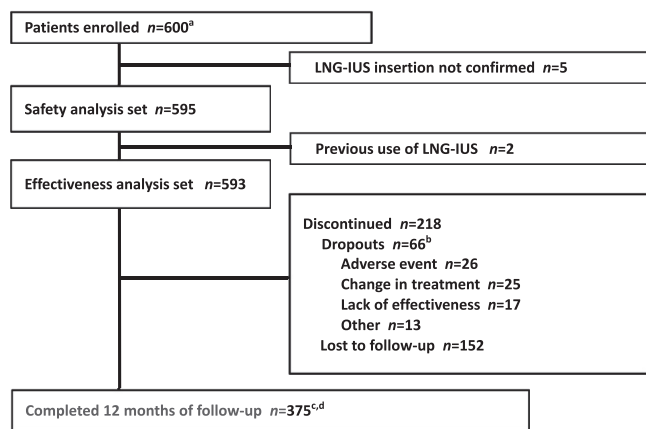 Patients enrolled n=600a
LNG-IUS insertion not confirmed n=5
Safety analysis set n=595
Previous use of LNG-IUS n=2
Effectiveness analysis set n=593
Discontinued n=218
Dropouts n=66b
Adverse event n=26
Change in treatment n=25
Lack of effectiveness n=17
Other n=13
Lost to follow-up n=152
Completed 12 months of follow-up n=375c,d